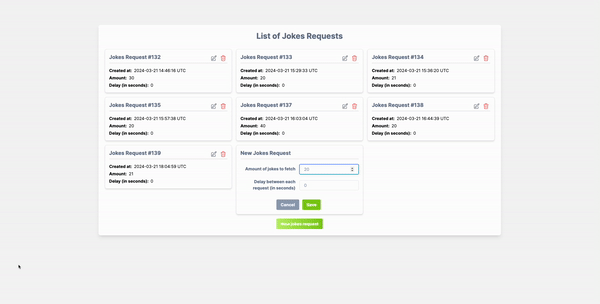 List of Jokes Requests
Jokes Request #132
Created at: 2024-03-21 14:46:16 UTC
Amount: 30
Delay (in seconds): 0
Jokes Request #133
Created at: 2024-03-21 15:29:33 UTC
Amount: 20
Delay (in seconds): 0
Jokes Request #134
Created at: 2024-03-21 15:36:20 UTC
Amount: 21
Delay (in seconds): 0
Jokes Request #135
Created at: 2024-03-21 15:57:38 UTC
Amount: 20
Delay (in seconds): 0
Jokes Request #137
Created at: 2024-03-21 16:03:04 UTC
Amount: 40
Delay (in seconds): 0
Jokes Request #138
Created at: 2024-03-21 16:44:39 UTC
Amount: 20
Delay (in seconds): 0
Jokes Request #139
Created at: 2024-03-21 18:04:59 UTC
Amount: 21
Delay (in seconds): 0
New Jokes Request
Amount of jokes to fetch
20
Delay between each
request (in seconds)
0
Cancel
Save
New jokes request